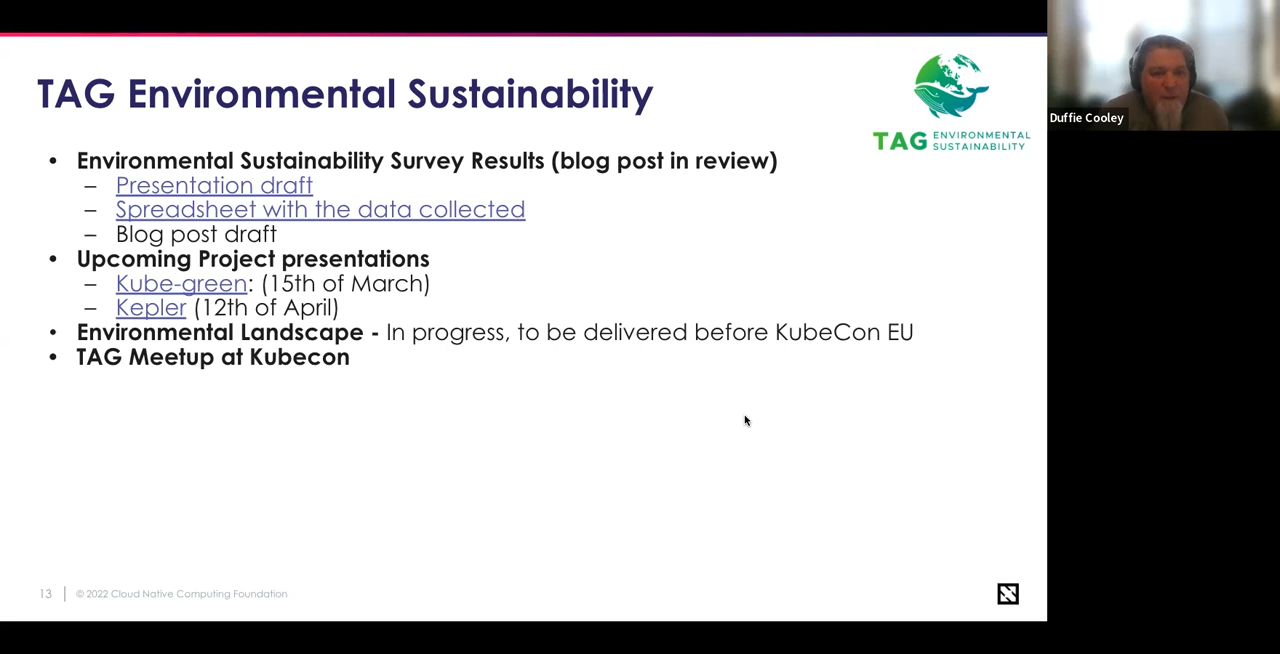 TAG Environmental Sustainability
TAG ENVIRONMENTAL
SUSTAINABILITY
Duffie Cooley
• Environmental Sustainability Survey Results (blog post in review)
– Presentation draft
– Spreadsheet with the data collected
– Blog post draft
• Upcoming Project presentations
– Kube-green: (15th of March)
– Kepler (12th of April)
• Environmental Landscape - In progress, to be delivered before KubeCon EU
• TAG Meetup at Kubecon
13 | © 2022 Cloud Native Computing Foundation